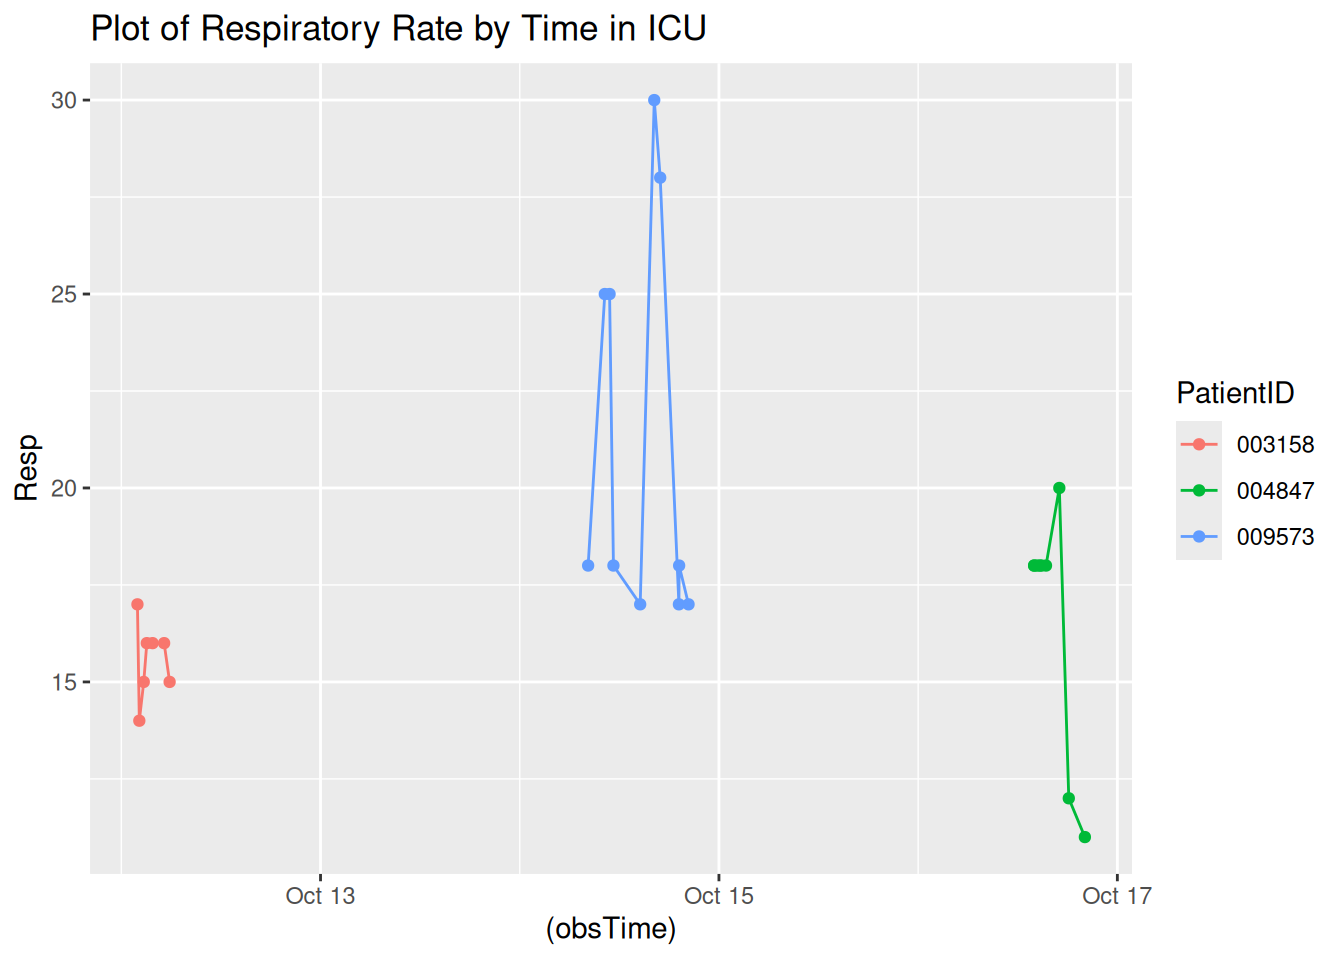 Plot of Respiratory Rate by Time in ICU
30
25
20
15
Resp
Oct 13
Oct 15
Oct 17
(obsTime)
PatientID
003158
004847
009573